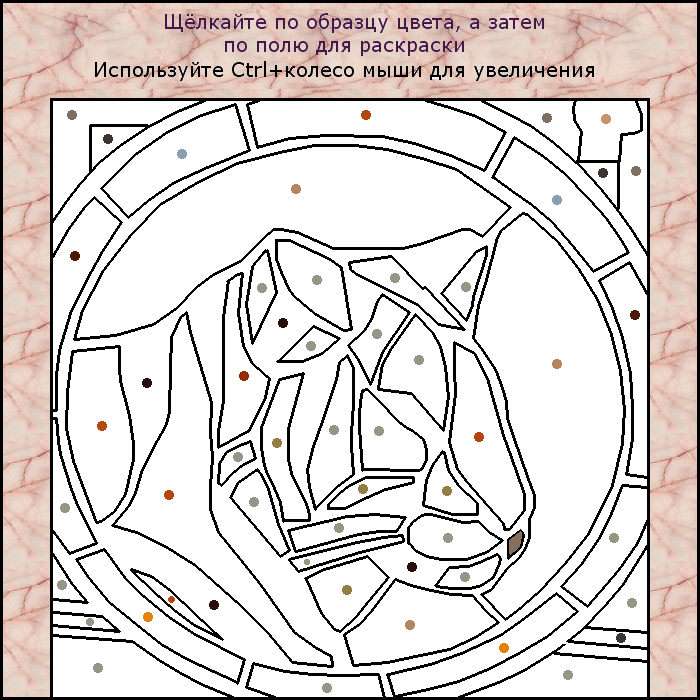 Щёлкайте по образцу цвета, а затем
по полю для раскраски
Используйте Ctrl+колесо мыши для увеличения